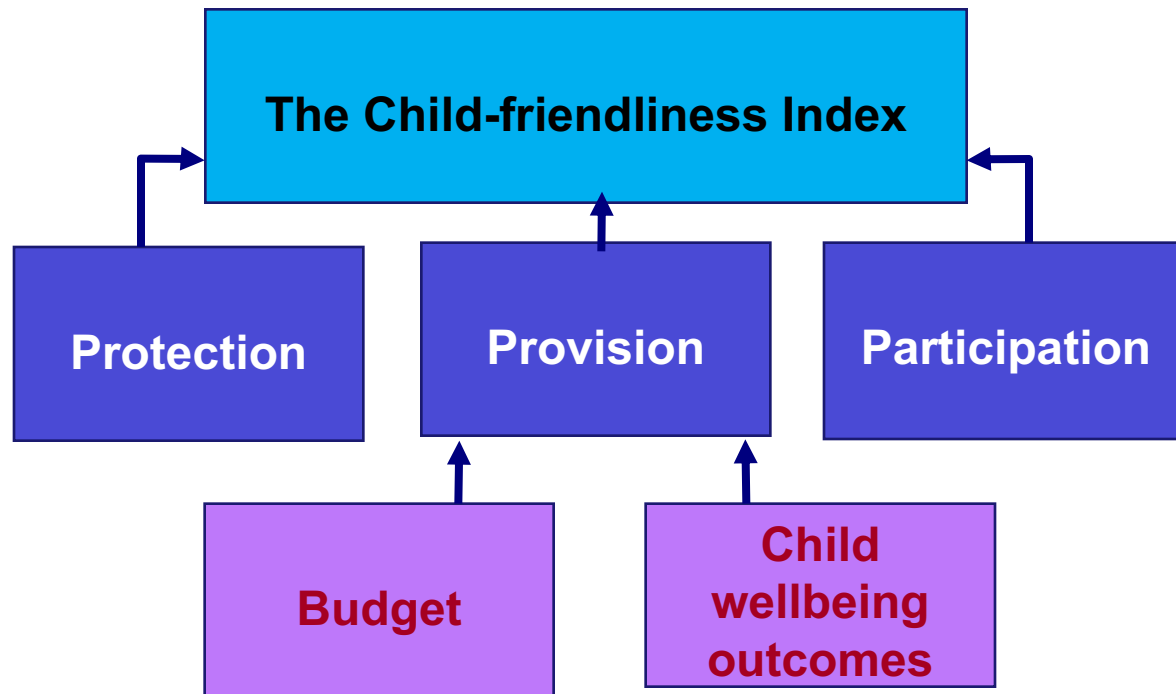 The Child-friendliness Index
Protection
Provision
Participation
Budget
Child
wellbeing
outcomes